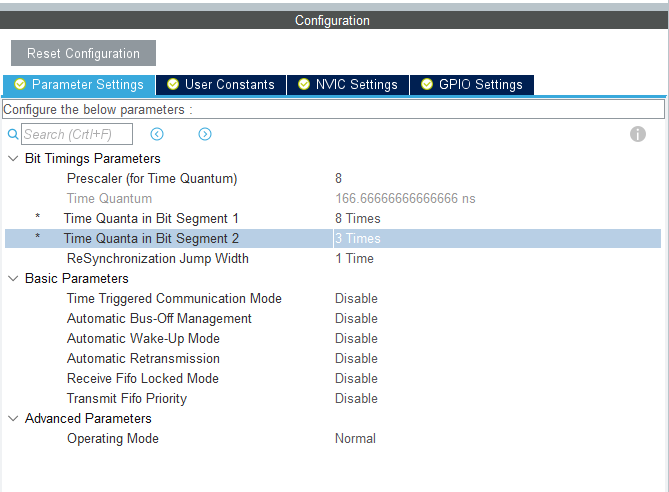 Configuration
Reset Configuration
Parameter Settings User Constants NVIC Settings GPIO Settings
Configure the below parameters :
Search (Crtl+F)
Bit Timings Parameters
Prescaler (for Time Quantum) 8
Time Quantum 166.66666666666666 ns
* Time Quanta in Bit Segment 1 8 Times
* Time Quanta in Bit Segment 2 3 Times
ReSynchronization Jump Width 1 Time
Basic Parameters
Time Triggered Communication Mode Disable
Automatic Bus-Off Management Disable
Automatic Wake-Up Mode Disable
Automatic Retransmission Disable
Receive Fifo Locked Mode Disable
Transmit Fifo Priority Disable
Advanced Parameters
Operating Mode Normal